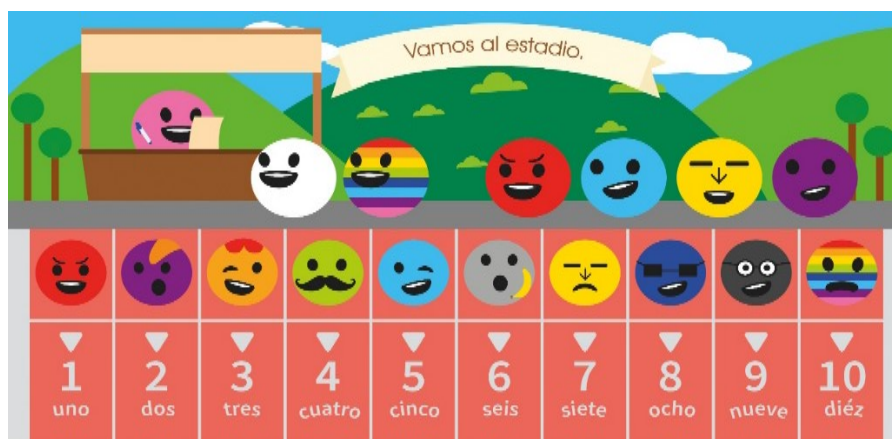 Vamos al estadio.
1 2 3 4 5 6 7 8 9 10
uno dos tres cuatro cinco seis siete ocho nueve diéz